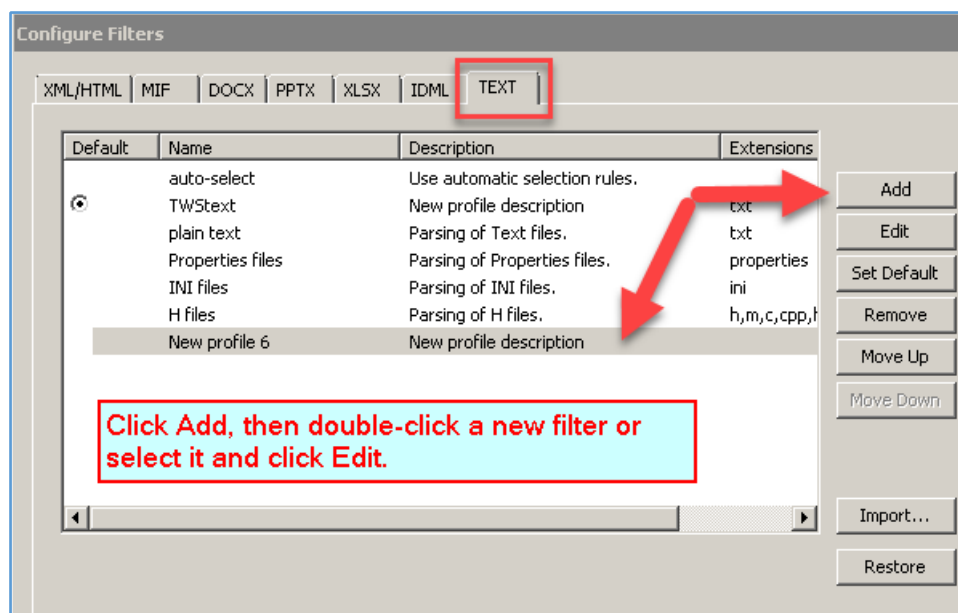 Configure Filters
XML/HTML MIF DOCX PPTX XLSX IDML TEXT
Default Name Description Extensions
auto-select Use automatic selection rules.
TWStext New profile description txt
plain text Parsing of Text files. txt
Properties files Parsing of Properties files. properties
INI files Parsing of INI files. ini
H files Parsing of H files. h,m,c,cpp,h
New profile 6 New profile description
Click Add, then double-click a new filter or
select it and click Edit.
Add
Edit
Set Default
Remove
Move Up
Move Down
Import...
Restore